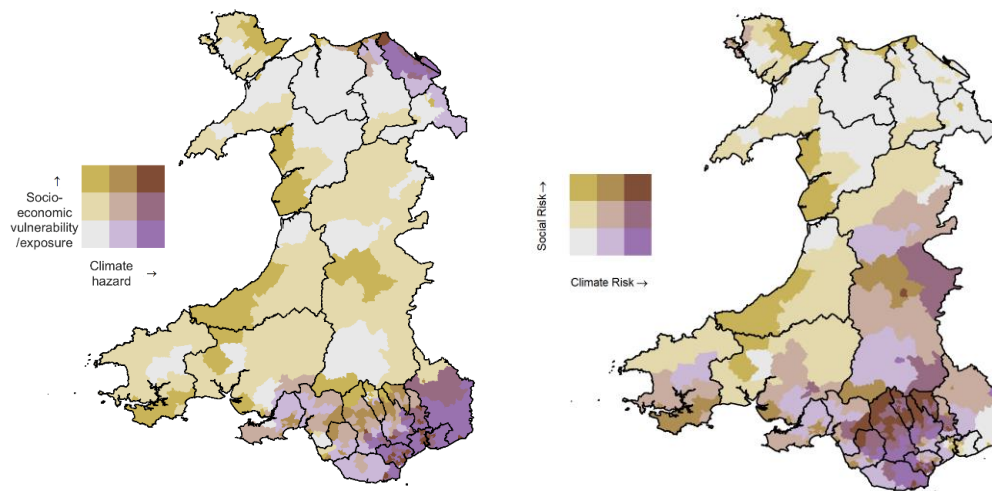 ↑
Socio-
economic
vulnerability
/exposure
Climate →
hazard
Social Risk→
Climate Risk→